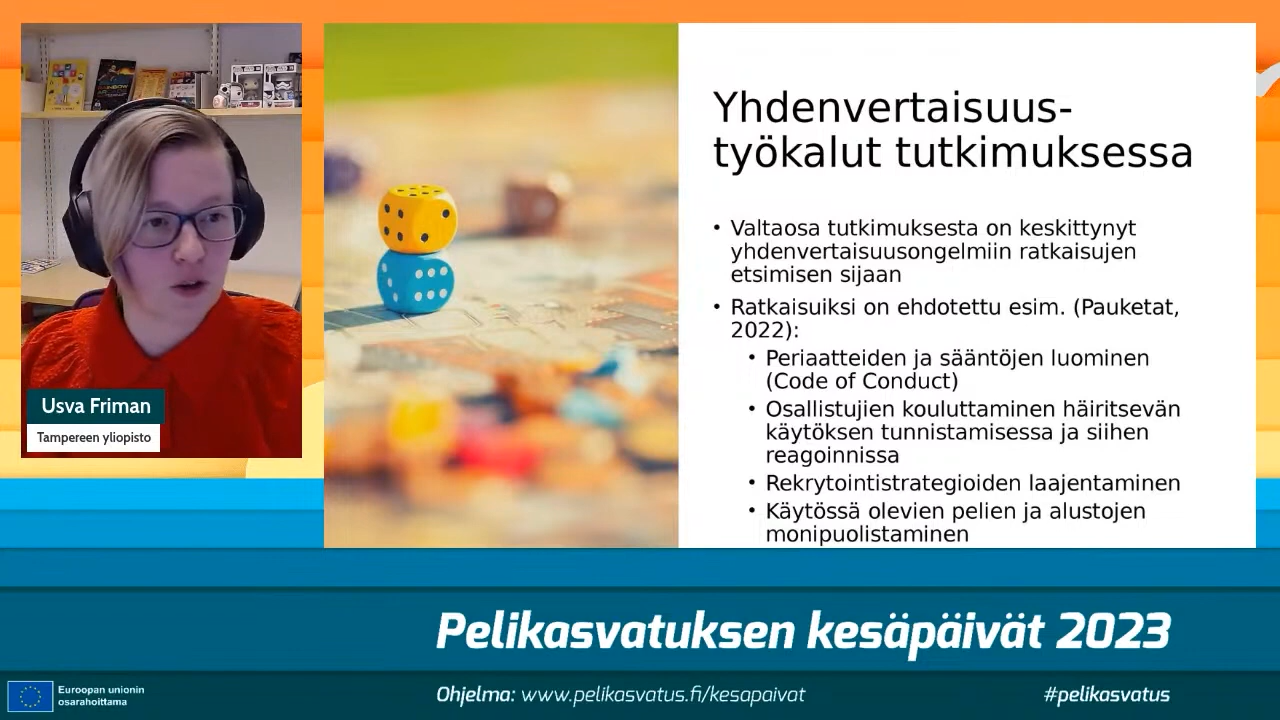 Yhdenvertaisuus-
työkalut tutkimuksessa
• Valtaosa tutkimuksesta on keskittynyt
yhdenvertaisuusongelmiin ratkaisujen
etsimisen sijaan
• Ratkaisuiksi on ehdotettu esim. (Pauketat,
2022):
• Periaatteiden ja sääntöjen luominen
(Code of Conduct)
• Osallistujien kouluttaminen häiritsevän
käytöksen tunnistamisessa ja siihen
reagoinnissa
• Rekrytointistrategioiden laajentaminen
• Käytössä olevien pelien ja alustojen
monipuolistaminen
Usva Friman
Tampereen yliopisto
Pelikasvatuksen kesäpäivät 2023
Euroopan unionin
osarahoittama
Ohjelma: www.pelikasvatus.fi/kesapaivat
#pelikasvatus